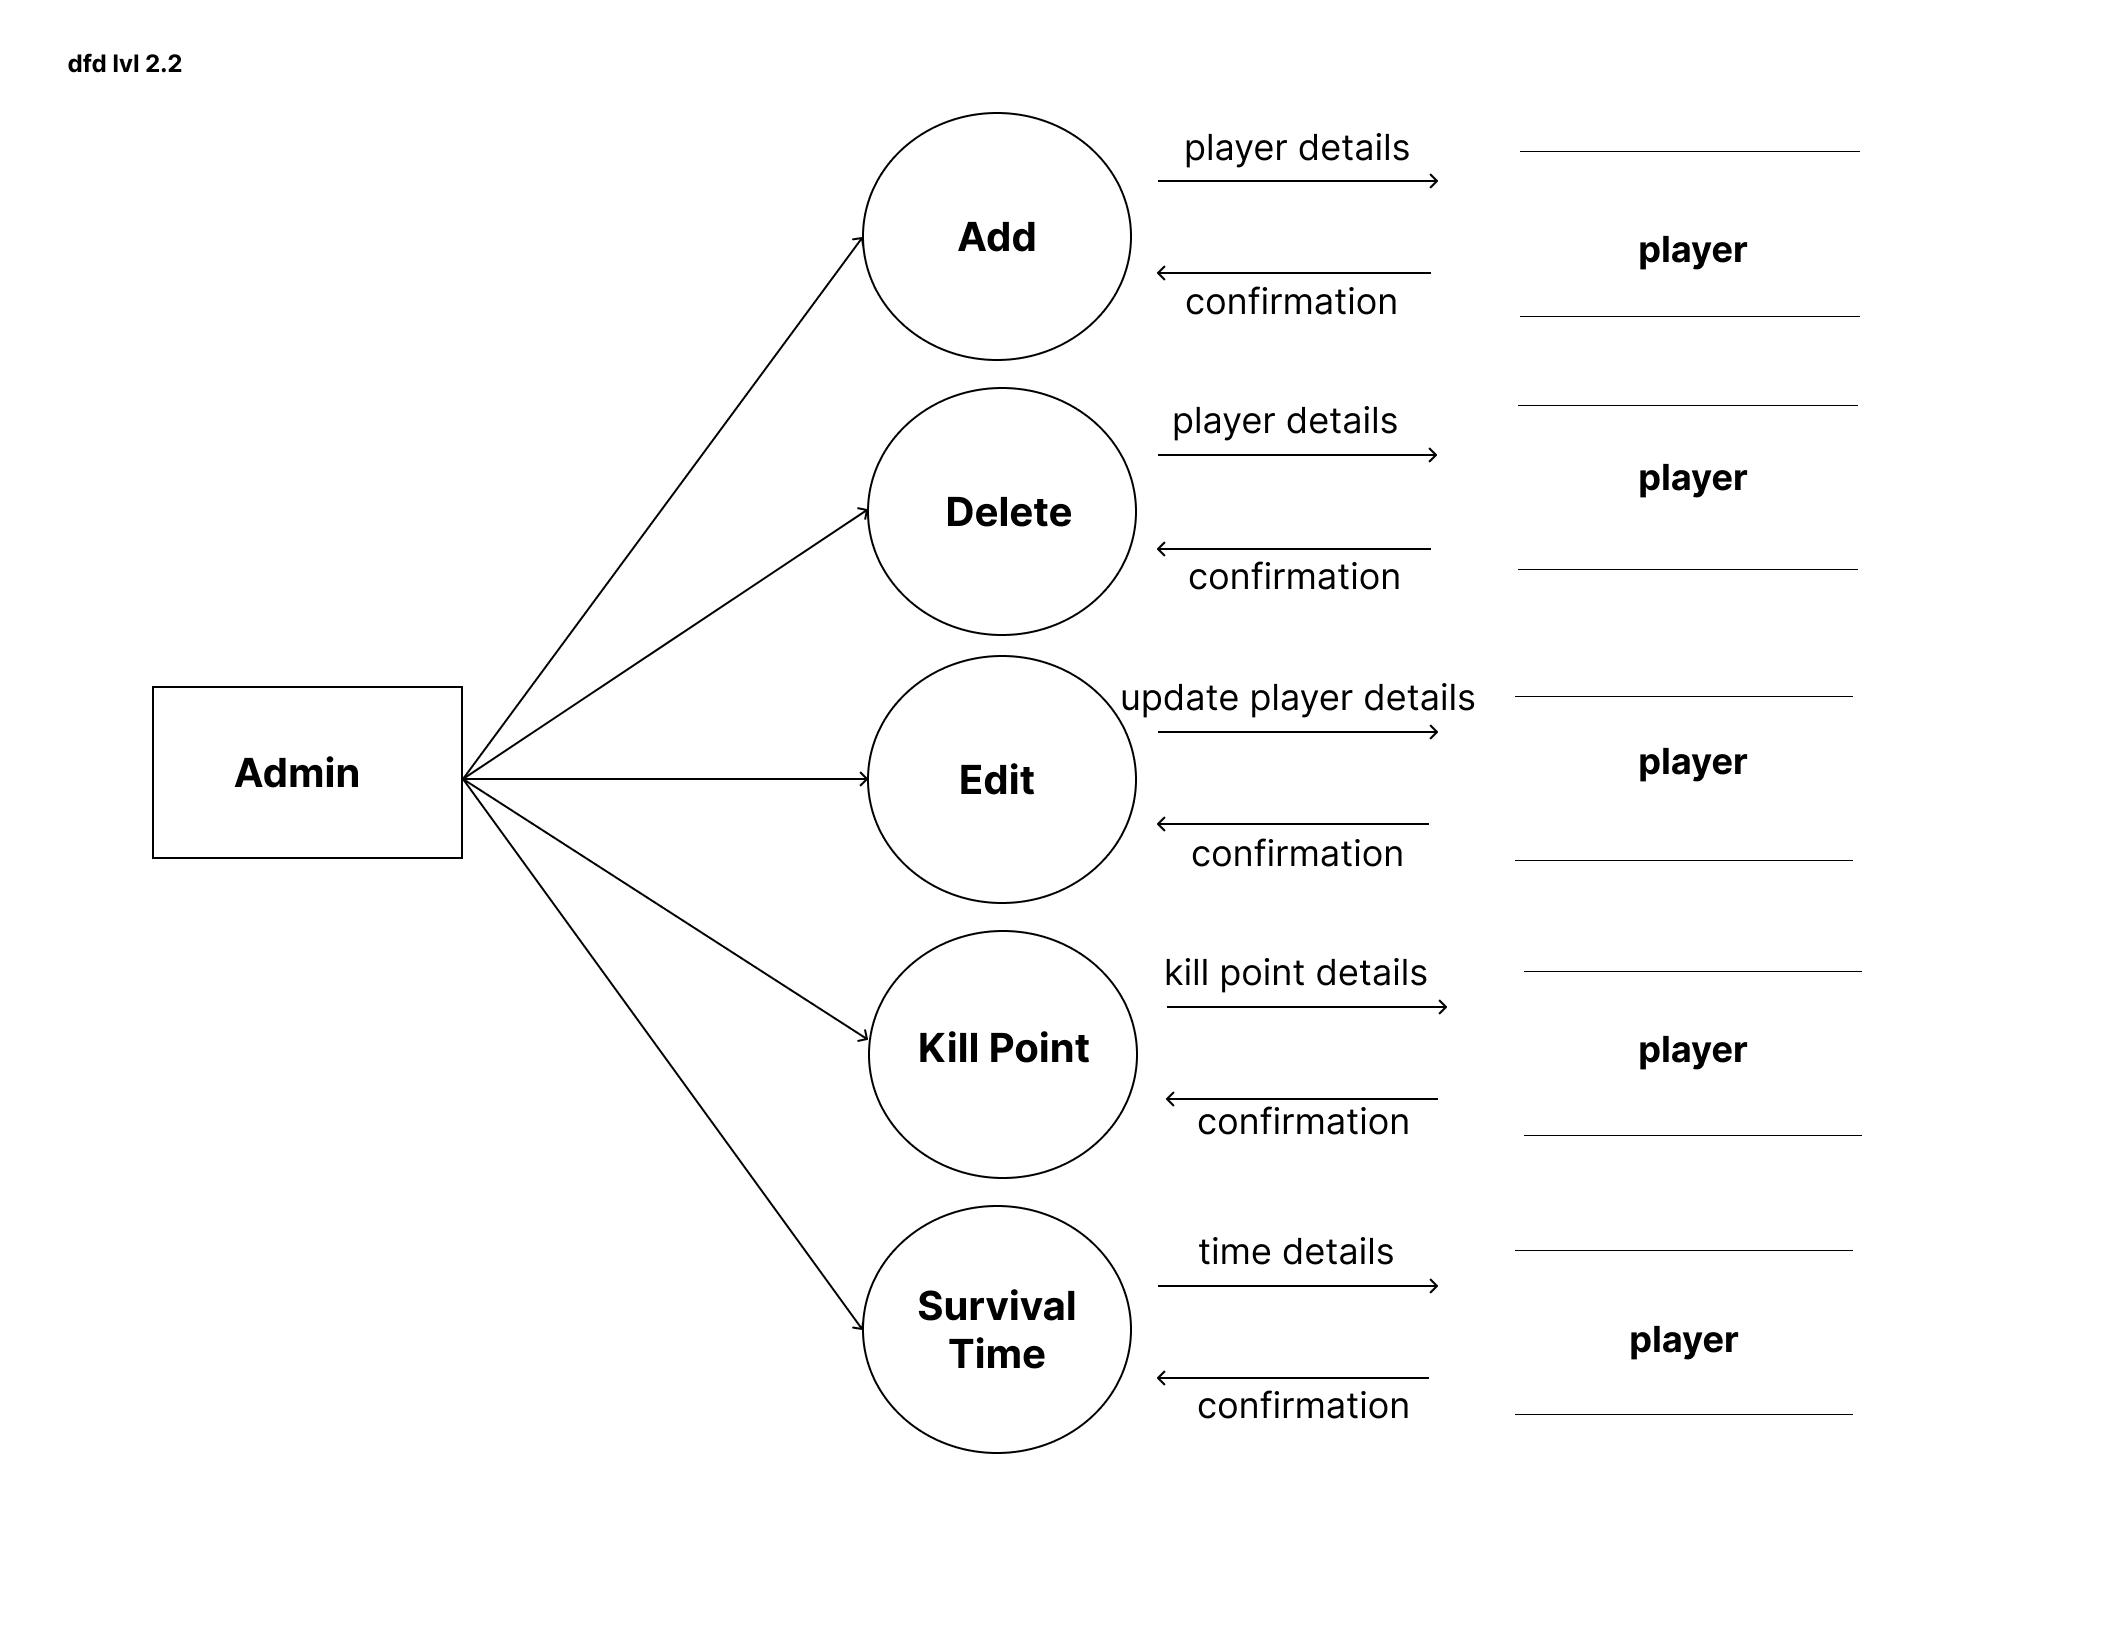 dfd lvl 2.2
player details
Add
player
confirmation
player details
player
Delete
confirmation
update player details
player
Admin
Edit
confirmation
kill point details
Kill Point
player
confirmation
time details
Survival
Time
player
confirmation